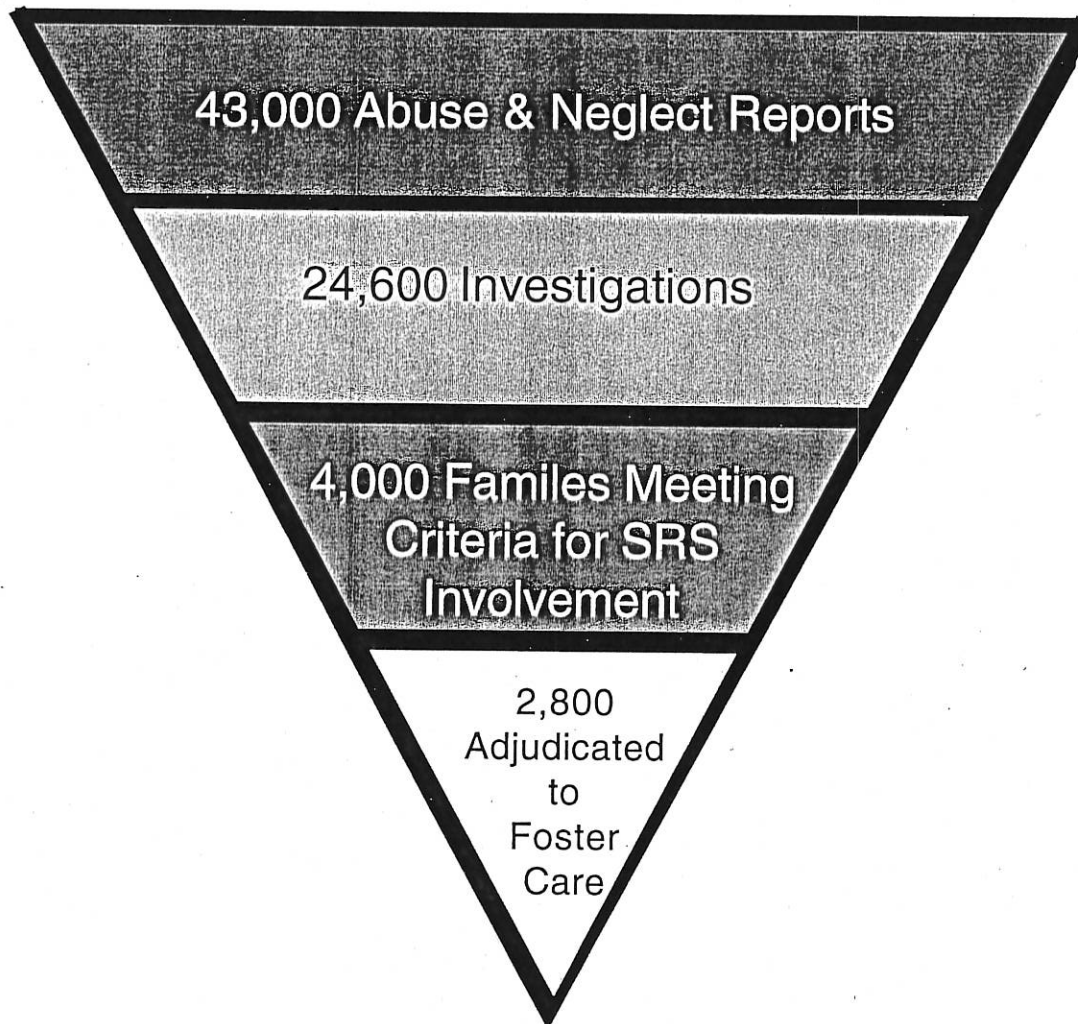 43,000 Abuse & Neglect Reports
24,600 Investigations
4,000 Familes Meeting
Criteria for SRS
Involvement
2,800
Adjudicated
to
Foster
Care